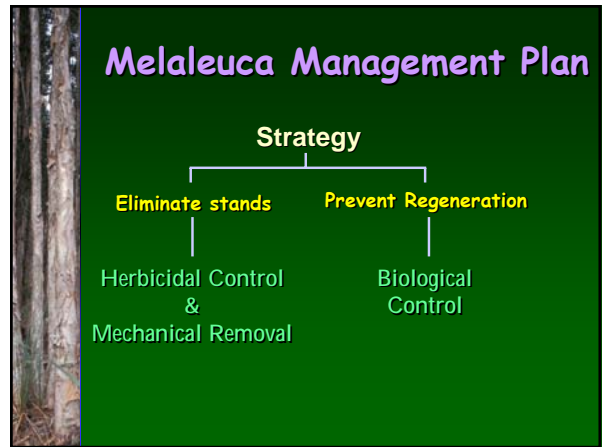 Melaleuca Management Plan
Strategy
Eliminate stands
Prevent Regeneration
Herbicidal Control
&
Mechanical Removal
Biological
Control